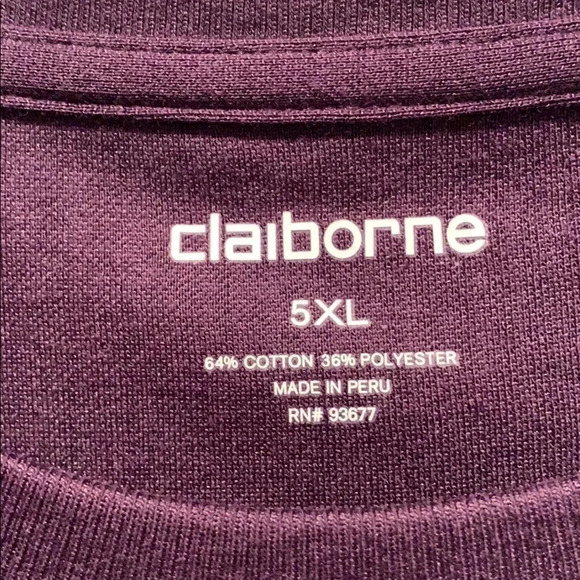 claiborne
5XL
64% COTTON 36% POLYESTER
MADE IN PERU
RN# 93677